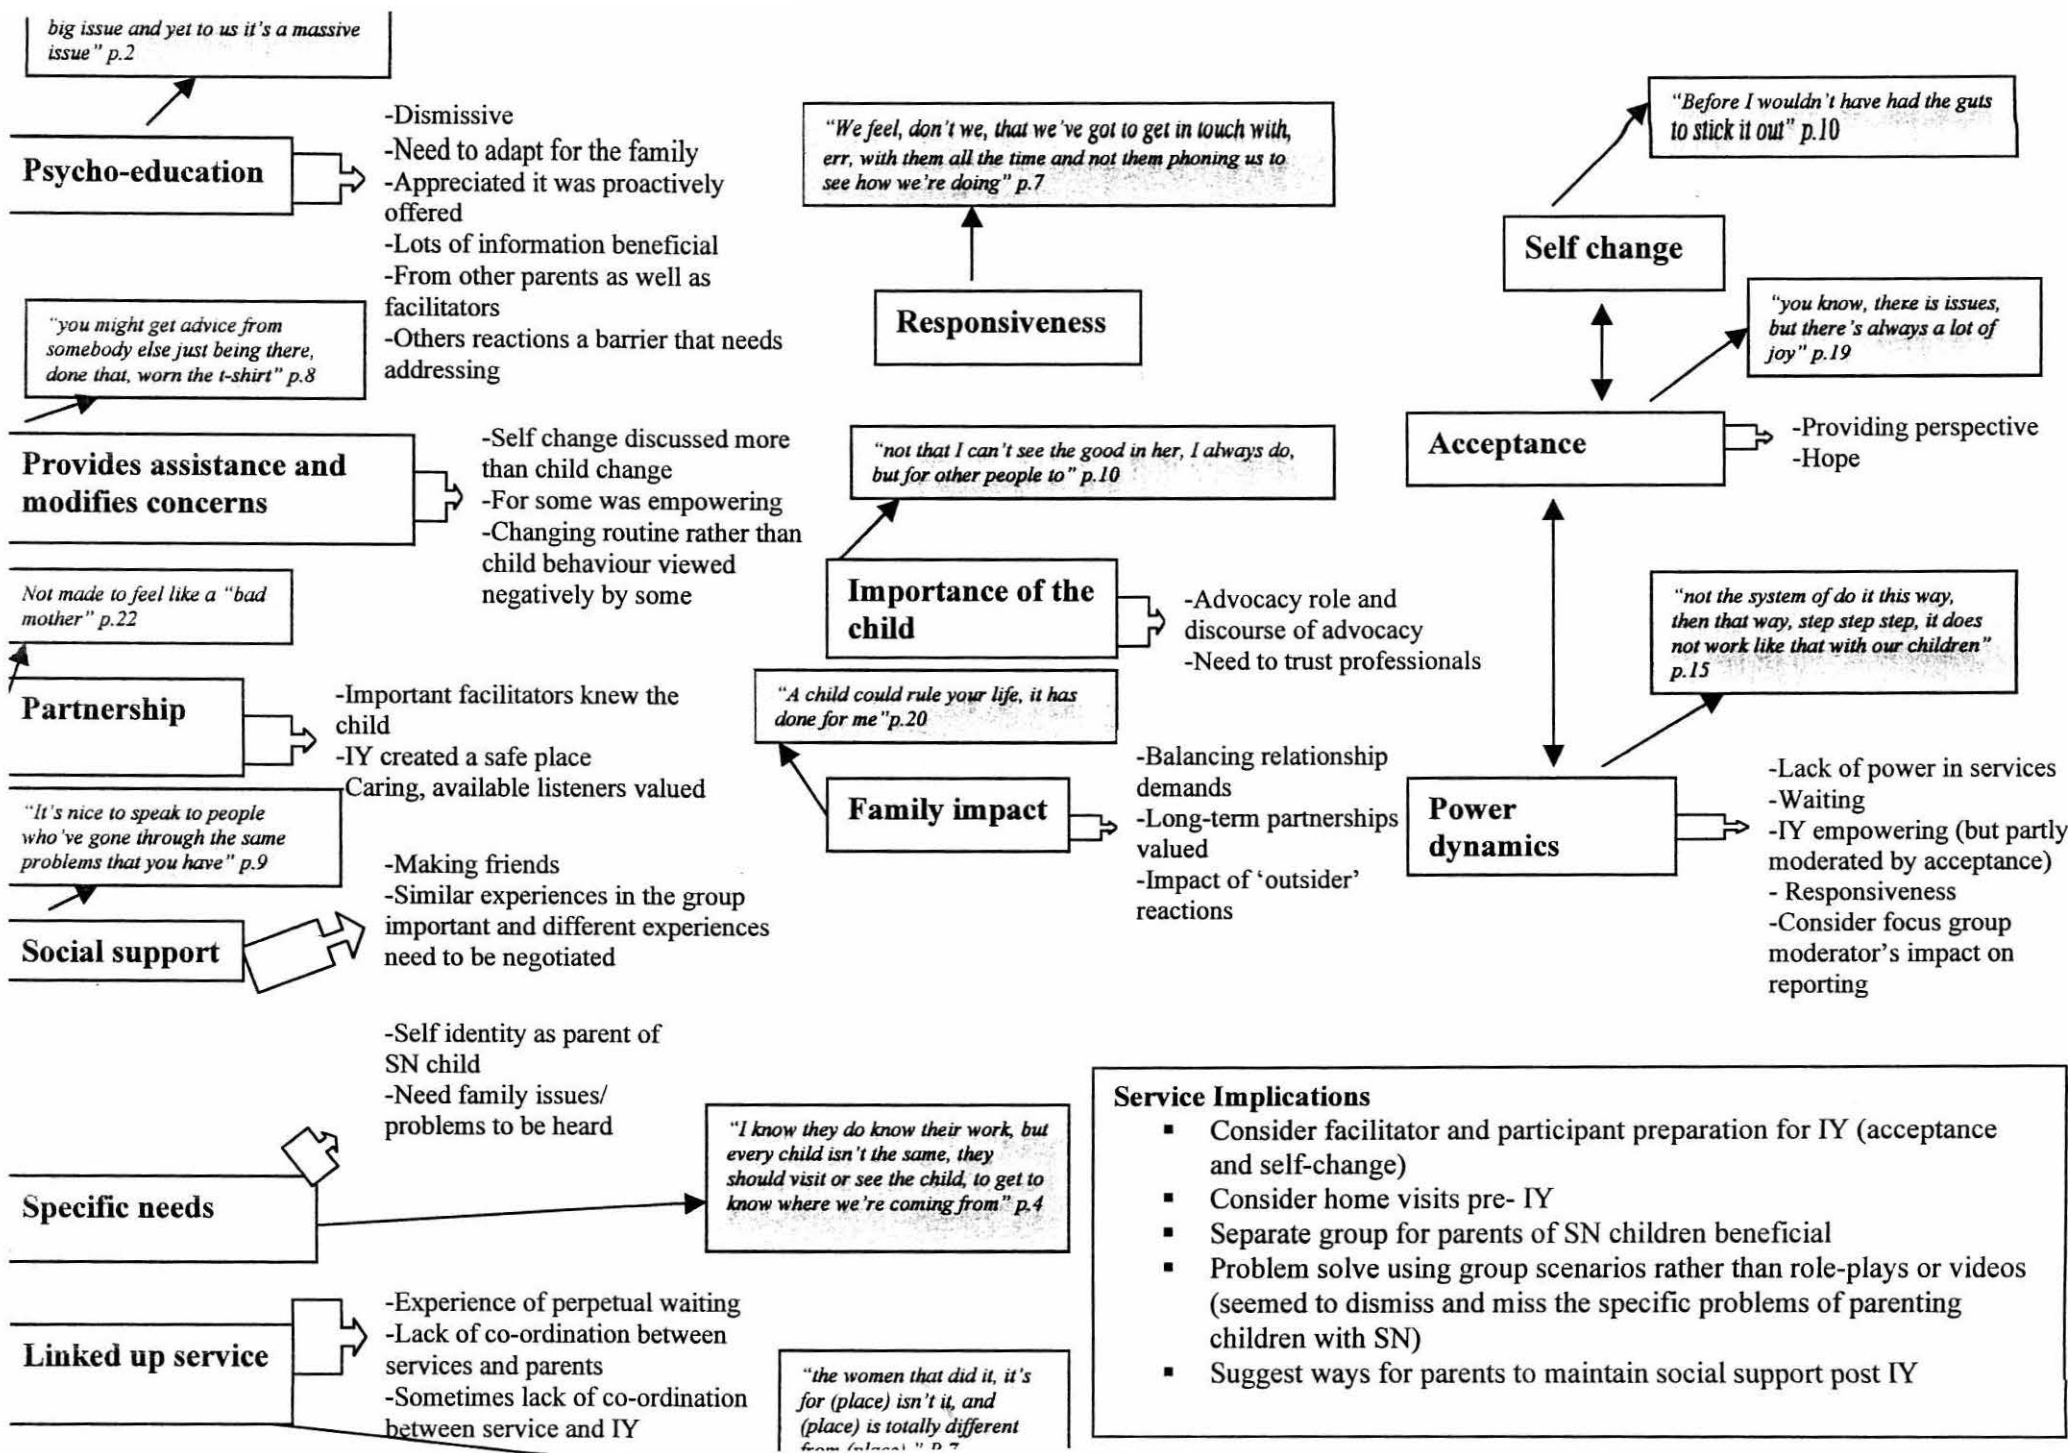 big issue and yet to us it's a massive
issue" p.2
Psycho-education
-Dismissive
-Need to adapt for the family
-Appreciated it was proactively
offered
-Lots of information beneficial
-From other parents as well as
facilitators
-Others reactions a barrier that needs
addressing
"you might get advice from
somebody else just being there,
done that, worn the t-shirt" p.8
Provides assistance and
modifies concerns
-Self change discussed more
than child change
-For some was empowering
-Changing routine rather than
child behaviour viewed
negatively by some
Not made to feel like a "bad
mother" p.22
Partnership
-Important facilitators knew the
child
-IY created a safe place
-Caring, available listeners valued
"It's nice to speak to people
who've gone through the same
problems that you have" p.9
Social support
-Making friends
-Similar experiences in the group
important and different experiences
need to be negotiated
-Self identity as parent of
SN child
-Need family issues/
problems to be heard
Specific needs
"I know they do know their work, but
every child isn't the same, they
should visit or see the child, to get to
know where we're coming from" p.4
Linked up service
-Experience of perpetual waiting
-Lack of co-ordination between
services and parents
-Sometimes lack of co-ordination
between service and IY
"the women that did it, it's
for (place) isn't it, and
(place) is totally different
from (place) " P.7
"We feel, don't we, that we've got to get in touch with,
err, with them all the time and not them phoning us to
see how we're doing" p.7
Responsiveness
"not that I can't see the good in her, I always do,
but for other people to" p.10
Importance of the
child
-Advocacy role and
discourse of advocacy
-Need to trust professionals
"A child could rule your life, it has
done for me"p.20
Family impact
-Balancing relationship
demands
-Long-term partnerships
valued
-Impact of 'outsider'
reactions
"Before I wouldn't have had the guts
to stick it out" p.10
Self change
"you know, there is issues,
but there's always a lot of
joy" p.19
Acceptance
-Providing perspective
-Hope
"not the system of do it this way,
then that way, step step step, it does
not work like that with our children"
p.15
Power
dynamics
-Lack of power in services
-Waiting
-IY empowering (but partly
moderated by acceptance)
- Responsiveness
-Consider focus group
moderator's impact on
reporting
Service Implications
▪ Consider facilitator and participant preparation for IY (acceptance
and self-change)
▪ Consider home visits pre- IY
▪ Separate group for parents of SN children beneficial
▪ Problem solve using group scenarios rather than role-plays or videos
(seemed to dismiss and miss the specific problems of parenting
children with SN)
▪ Suggest ways for parents to maintain social support post IY